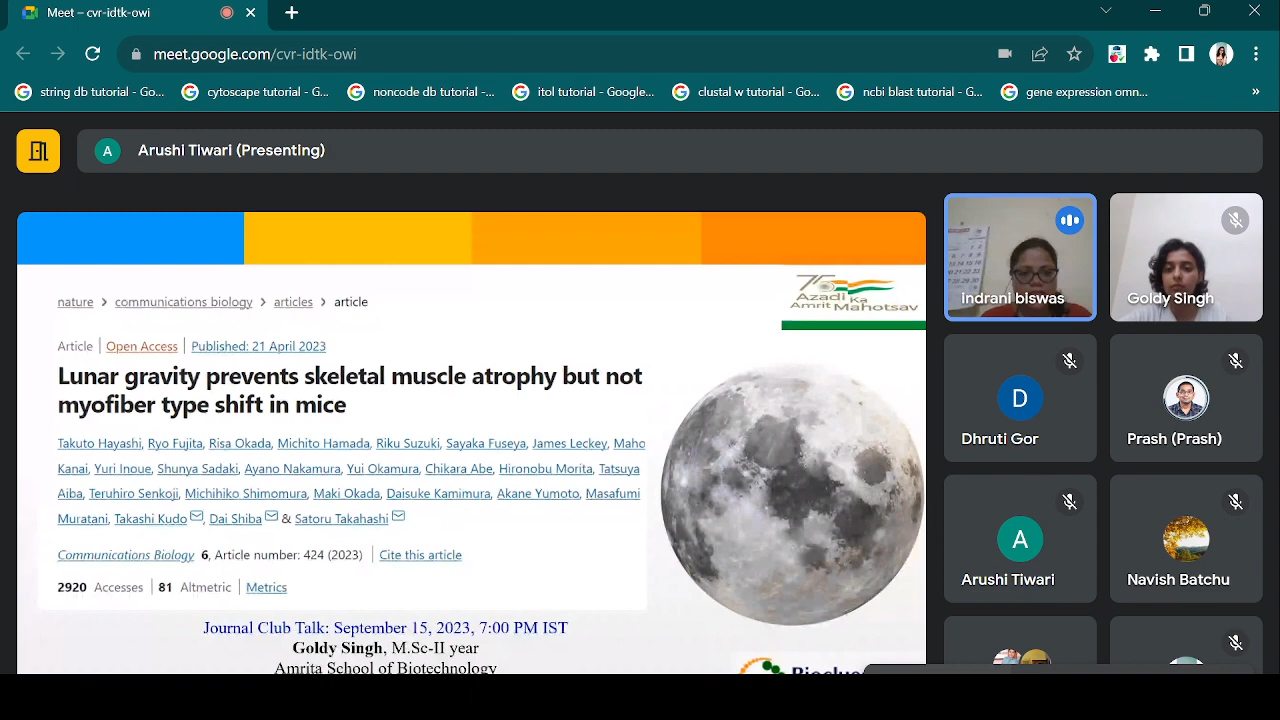 Meet – cvr-idtk-owi
meet.google.com/cvr-idtk-owi
string db tutorial - Go... cytoscape tutorial - G... noncode db tutorial -... itol tutorial - Google... clustal w tutorial - Go... ncbi blast tutorial - G... gene expression omn... »
A Arushi Tiwari (Presenting)
75
Azadi Ka
Amrit Mahotsav
nature > communications biology > articles > article
Article | Open Access | Published: 21 April 2023
Lunar gravity prevents skeletal muscle atrophy but not
myofiber type shift in mice
Takuto Hayashi, Ryo Fujita, Risa Okada, Michito Hamada, Riku Suzuki, Sayaka Fuseya, James Leckey, Maho
Kanai, Yuri Inoue, Shunya Sadaki, Ayano Nakamura, Yui Okamura, Chikara Abe, Hironobu Morita, Tatsuya
Aiba, Teruhiro Senkoji, Michihiko Shimomura, Maki Okada, Daisuke Kamimura, Akane Yumoto, Masafumi
Muratani, Takashi Kudo, Dai Shiba & Satoru Takahashi
Communications Biology 6, Article number: 424 (2023) | Cite this article
2920 Accesses | 81 Altmetric | Metrics
Journal Club Talk: September 15, 2023, 7:00 PM IST
Goldy Singh, M.Sc-II year
Amrita School of Biotechnology
indrani biswas
Goldy Singh
D
Dhruti Gor
Prash (Prash)
A
Arushi Tiwari
Navish Batchu